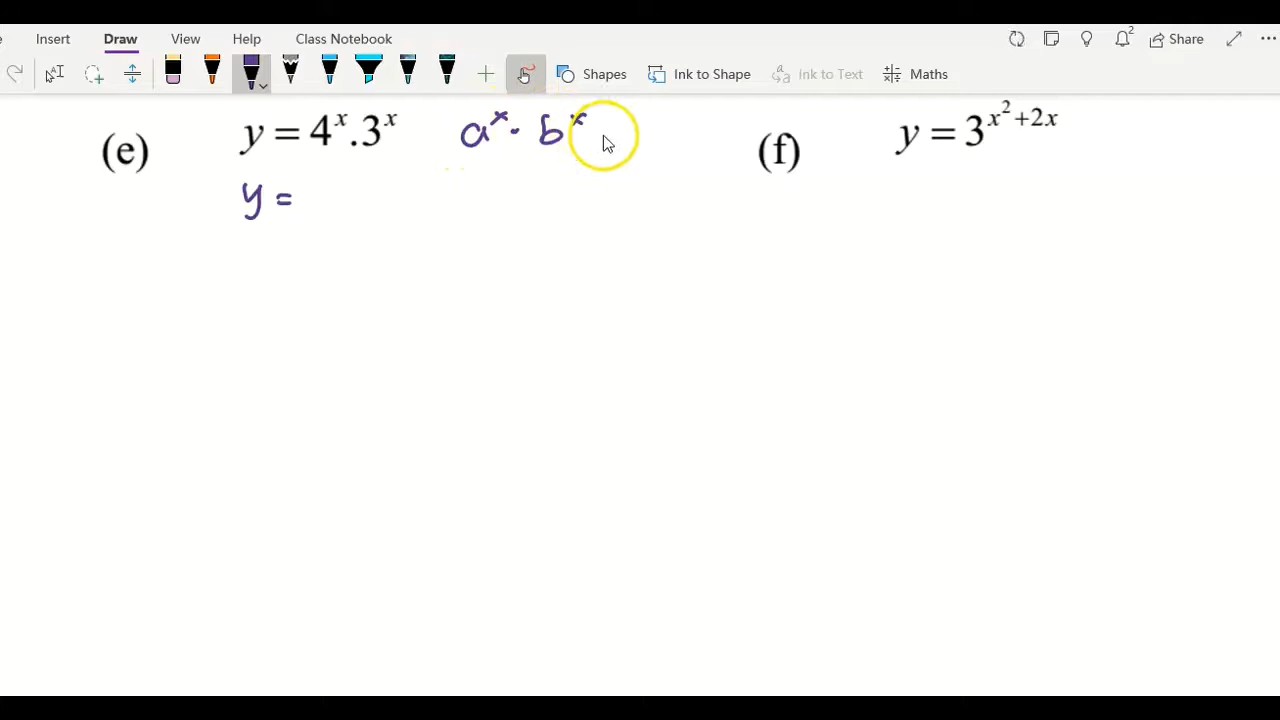 Insert Draw View Help Class Notebook 2 Share
Shapes Ink to Shape Ink to Text Maths
(e) y = 4^x . 3^x a^x · b^x (f) y = 3^{x^2+2x}
y =